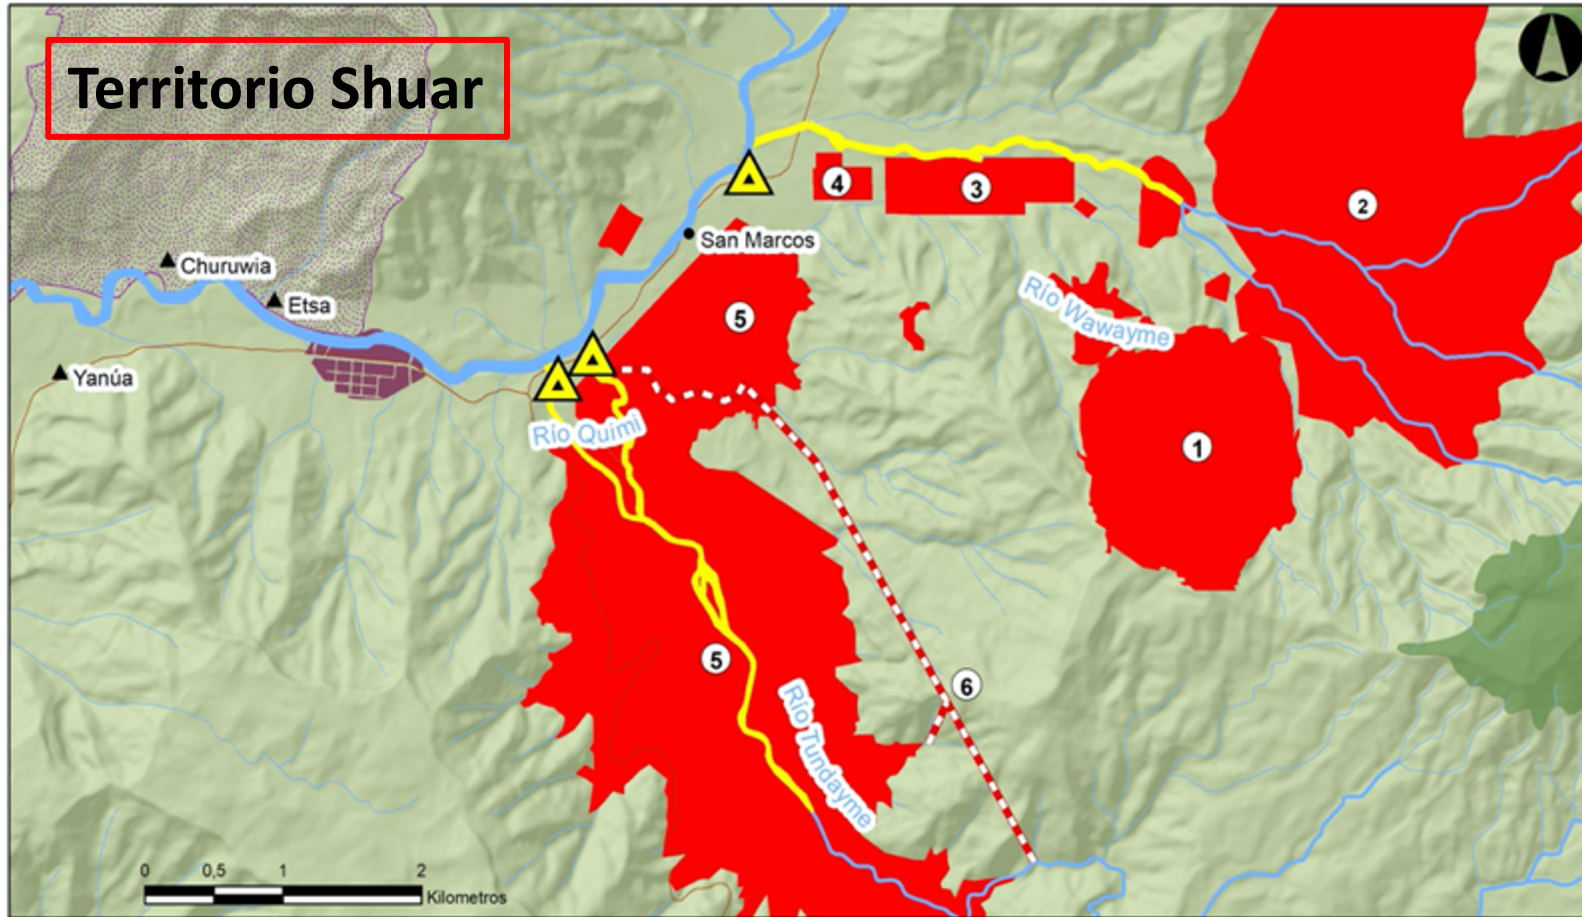 Territorio Shuar
4
3
2
San Marcos
Churuwia
Etsa
5
Río Wawayme
Yanúa
Río Quimi
1
5
6
Río Tundayme
0 0,5 1 2
Kilometros